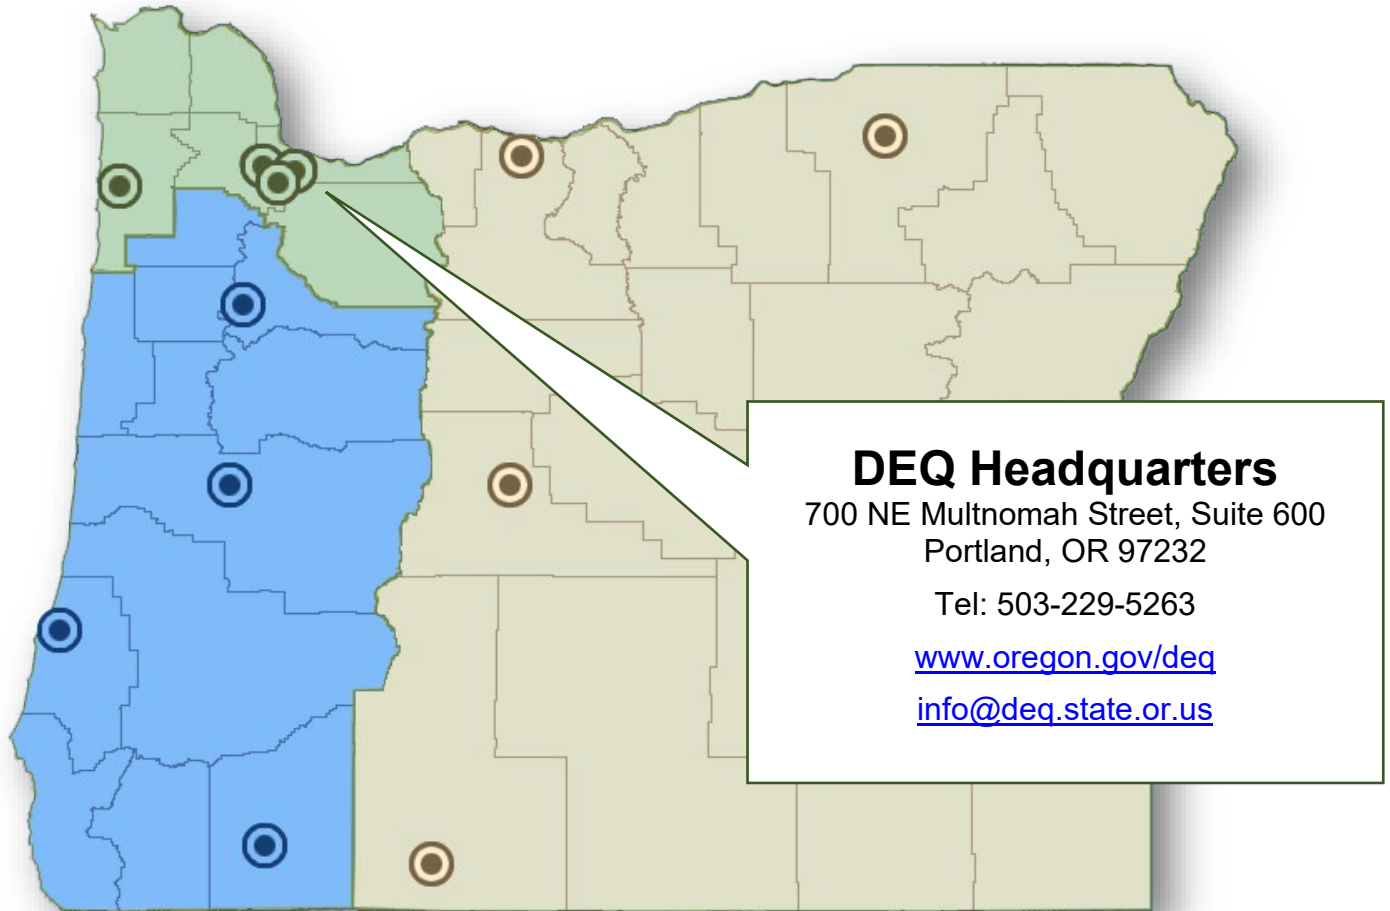 DEQ Headquarters
700 NE Multnomah Street, Suite 600
Portland, OR 97232
Tel: 503-229-5263
www.oregon.gov/deq
info@deq.state.or.us